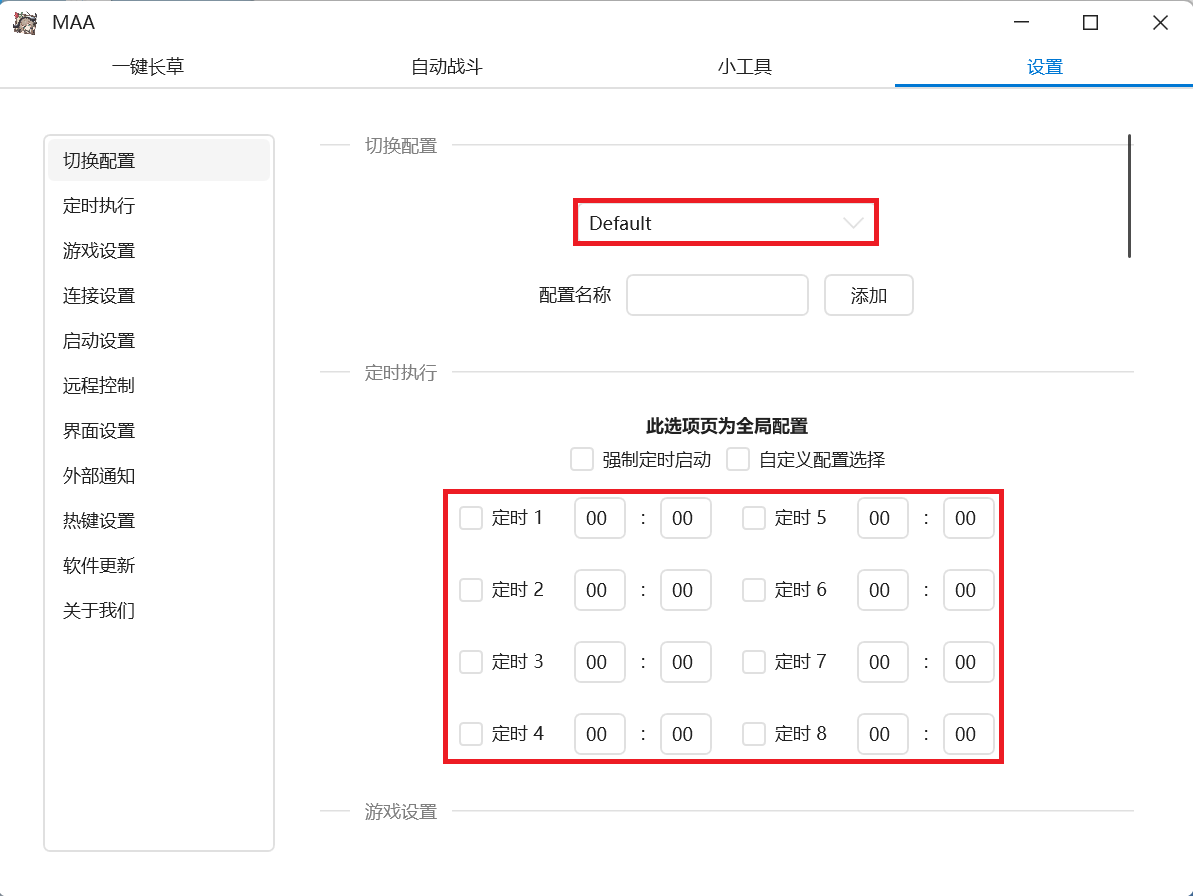 MAA
一键长草 自动战斗 小工具 设置
切换配置
定时执行
游戏设置
连接设置
启动设置
远程控制
界面设置
外部通知
热键设置
软件更新
关于我们
切换配置
Default
配置名称 添加
定时执行
此选项页为全局配置
强制定时启动 自定义配置选择
定时 1 00 : 00 定时 5 00 : 00
定时 2 00 : 00 定时 6 00 : 00
定时 3 00 : 00 定时 7 00 : 00
定时 4 00 : 00 定时 8 00 : 00
游戏设置